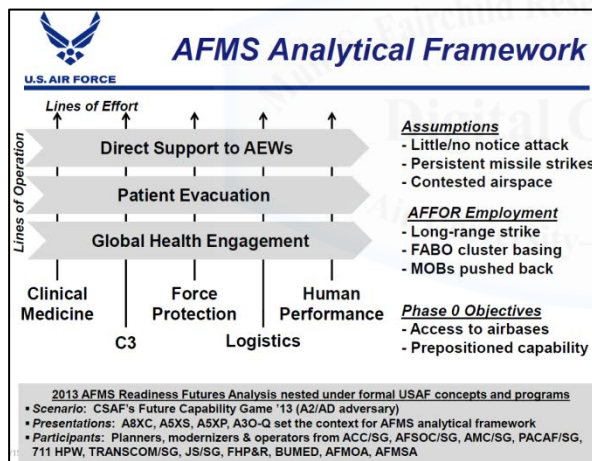 AFMS Analytical Framework
U.S. AIR FORCE
Lines of Effort
Lines of Operation
Direct Support to AEWs
Patient Evacuation
Global Health Engagement
Clinical
Medicine
C3
Force
Protection
Logistics
Human
Performance
Assumptions
- Little/no notice attack
- Persistent missile strikes
- Contested airspace
AFFOR Employment
- Long-range strike
- FABO cluster basing
- MOBs pushed back
Phase 0 Objectives
- Access to airbases
- Prepositioned capability
2013 AFMS Readiness Futures Analysis nested under formal USAF concepts and programs
▪ Scenario: CSAF's Future Capability Game '13 (A2/AD adversary)
▪ Presentations: A8XC, A5XS, A5XP, A3O-Q set the context for AFMS analytical framework
▪ Participants: Planners, modernizers & operators from ACC/SG, AFSOC/SG, AMC/SG, PACAF/SG,
711 HPW, TRANSCOM/SG, JS/SG, FHP&R, BUMED, AFMOA, AFMSA